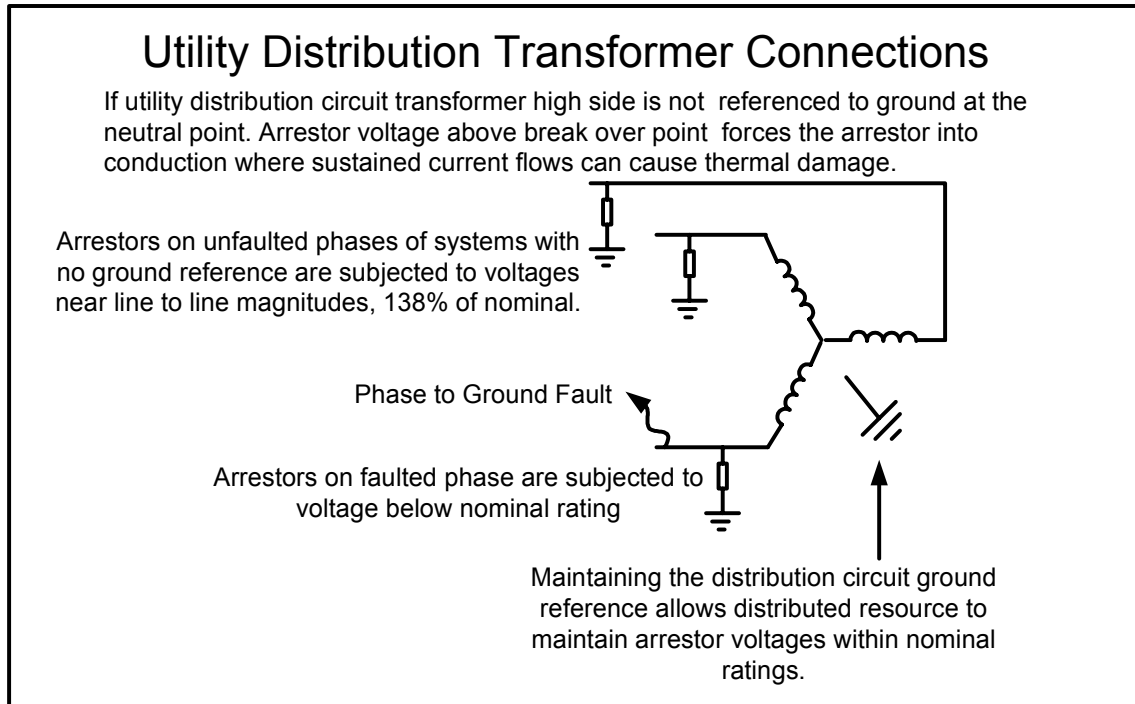 Utility Distribution Transformer Connections
If utility distribution circuit transformer high side is not referenced to ground at the
neutral point. Arrestor voltage above break over point forces the arrestor into
conduction where sustained current flows can cause thermal damage.
Arrestors on unfaulted phases of systems with
no ground reference are subjected to voltages
near line to line magnitudes, 138% of nominal.
Phase to Ground Fault
Arrestors on faulted phase are subjected to
voltage below nominal rating
Maintaining the distribution circuit ground
reference allows distributed resource to
maintain arrestor voltages within nominal
ratings.